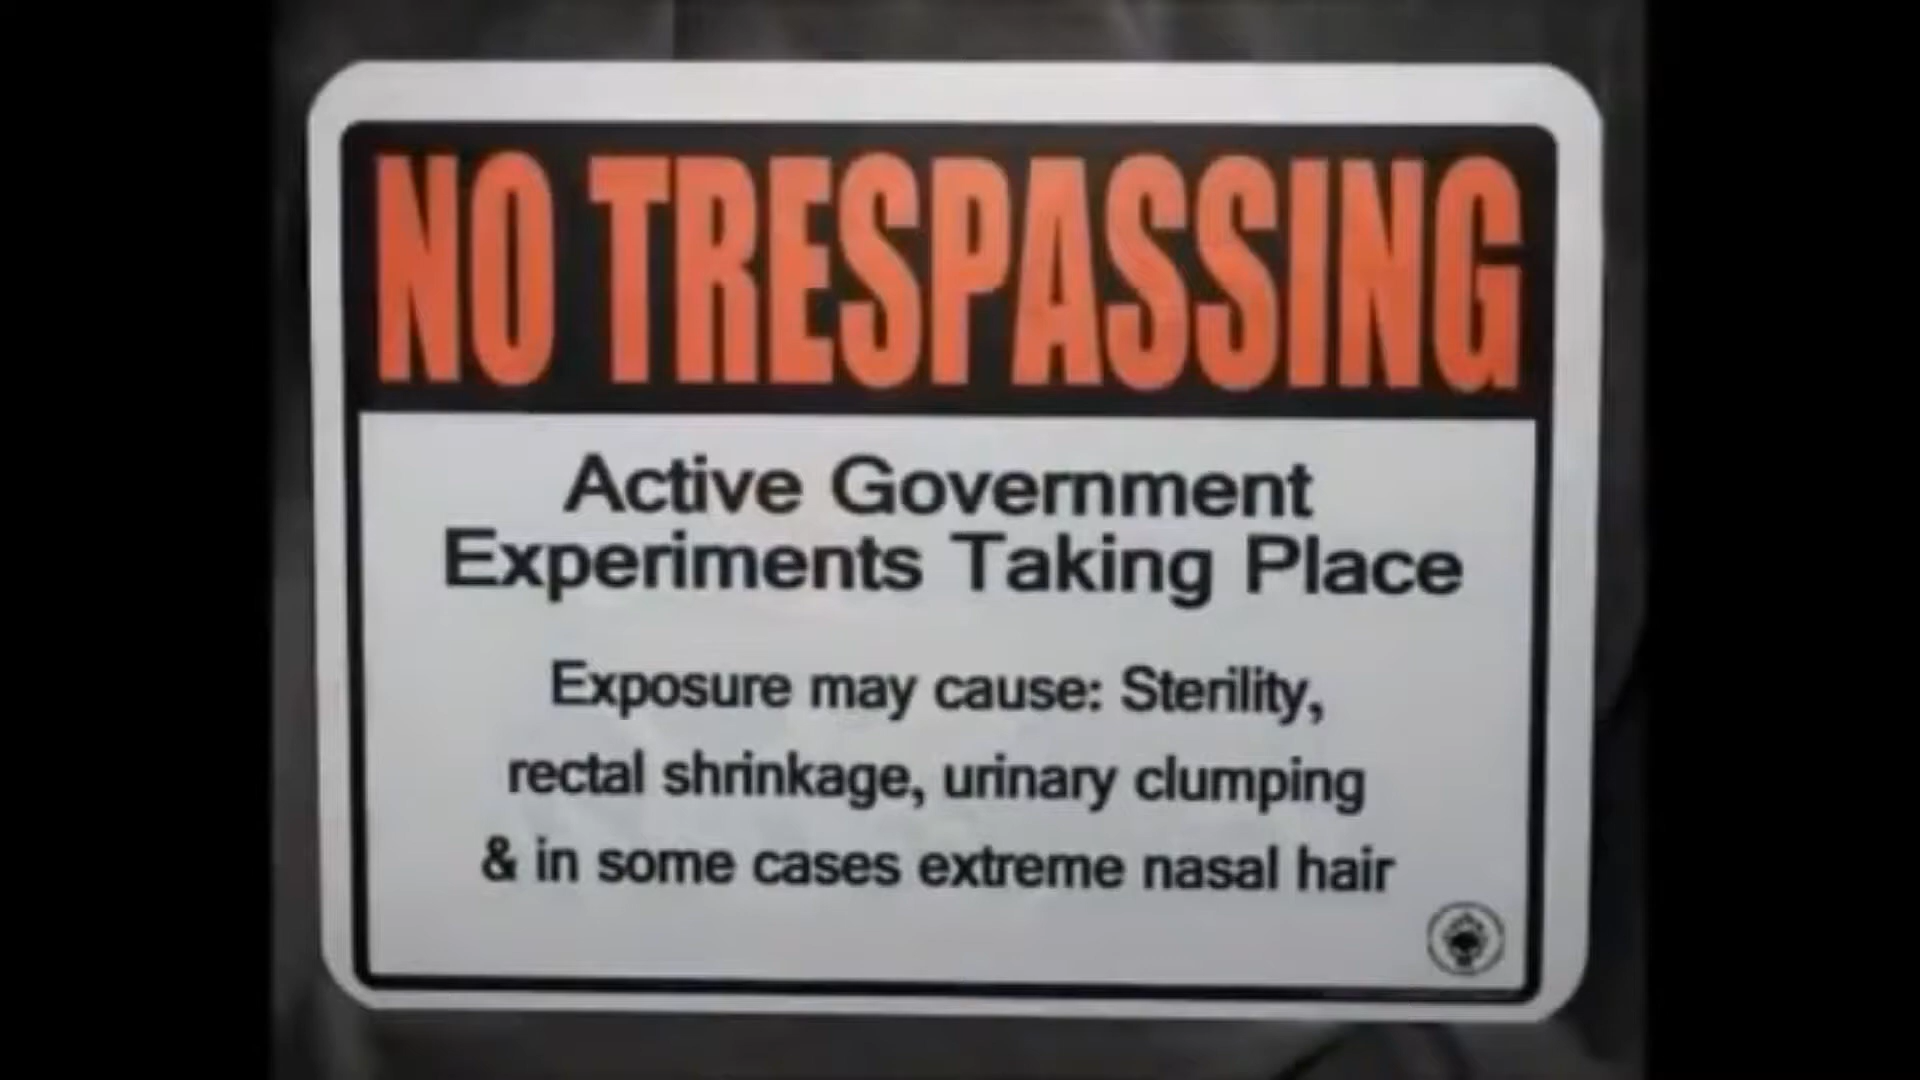 NO TRESPASSING
Active Government
Experiments Taking Place
Exposure may cause: Sterility,
rectal shrinkage, urinary clumping
& in some cases extreme nasal hair